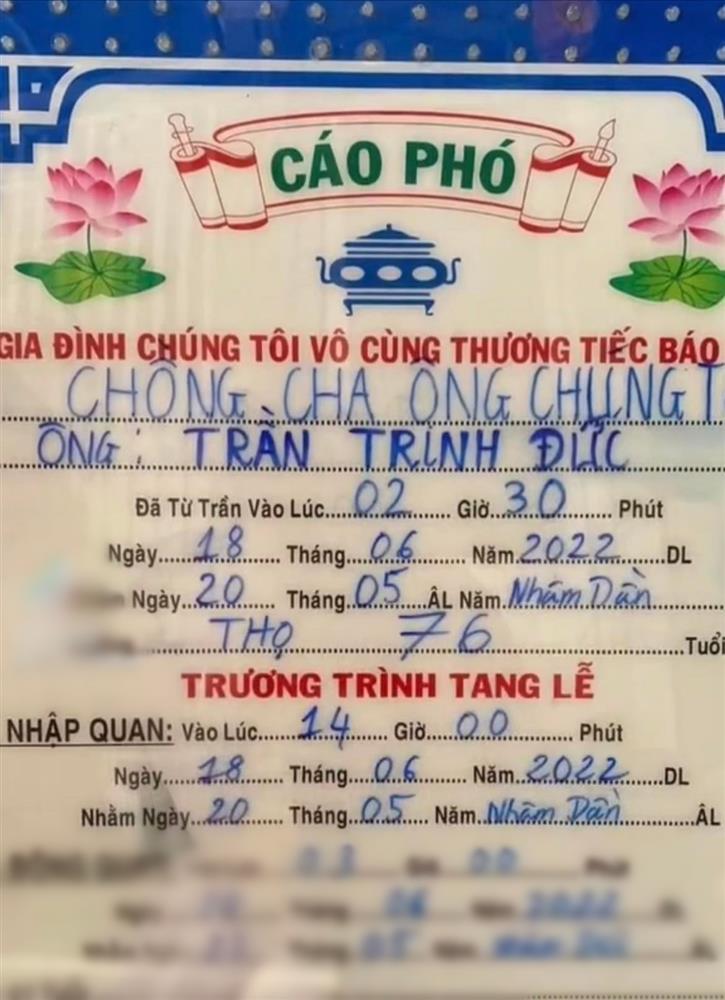 CÁO PHÓ
GIA ĐÌNH CHÚNG TÔI VÔ CÙNG THƯƠNG TIẾC BÁO
CHỒNG CHA ÔNG CHÚNG T
ÔNG: TRẦN TRINH ĐỨC
Đã Từ Trần Vào Lúc 02 Giờ 30 Phút
Ngày 18 Tháng 06 Năm 2022 DL
Ngày 20 Tháng 05 ÂL Năm Nhâm Dần
THỌ 76 Tuổi
TRƯƠNG TRÌNH TANG LỄ
NHẬP QUAN: Vào Lúc 14 Giờ 00 Phút
Ngày 18 Tháng 06 Năm 2022 DL
Nhằm Ngày 20 Tháng 05 Năm Nhâm Dần ÂL